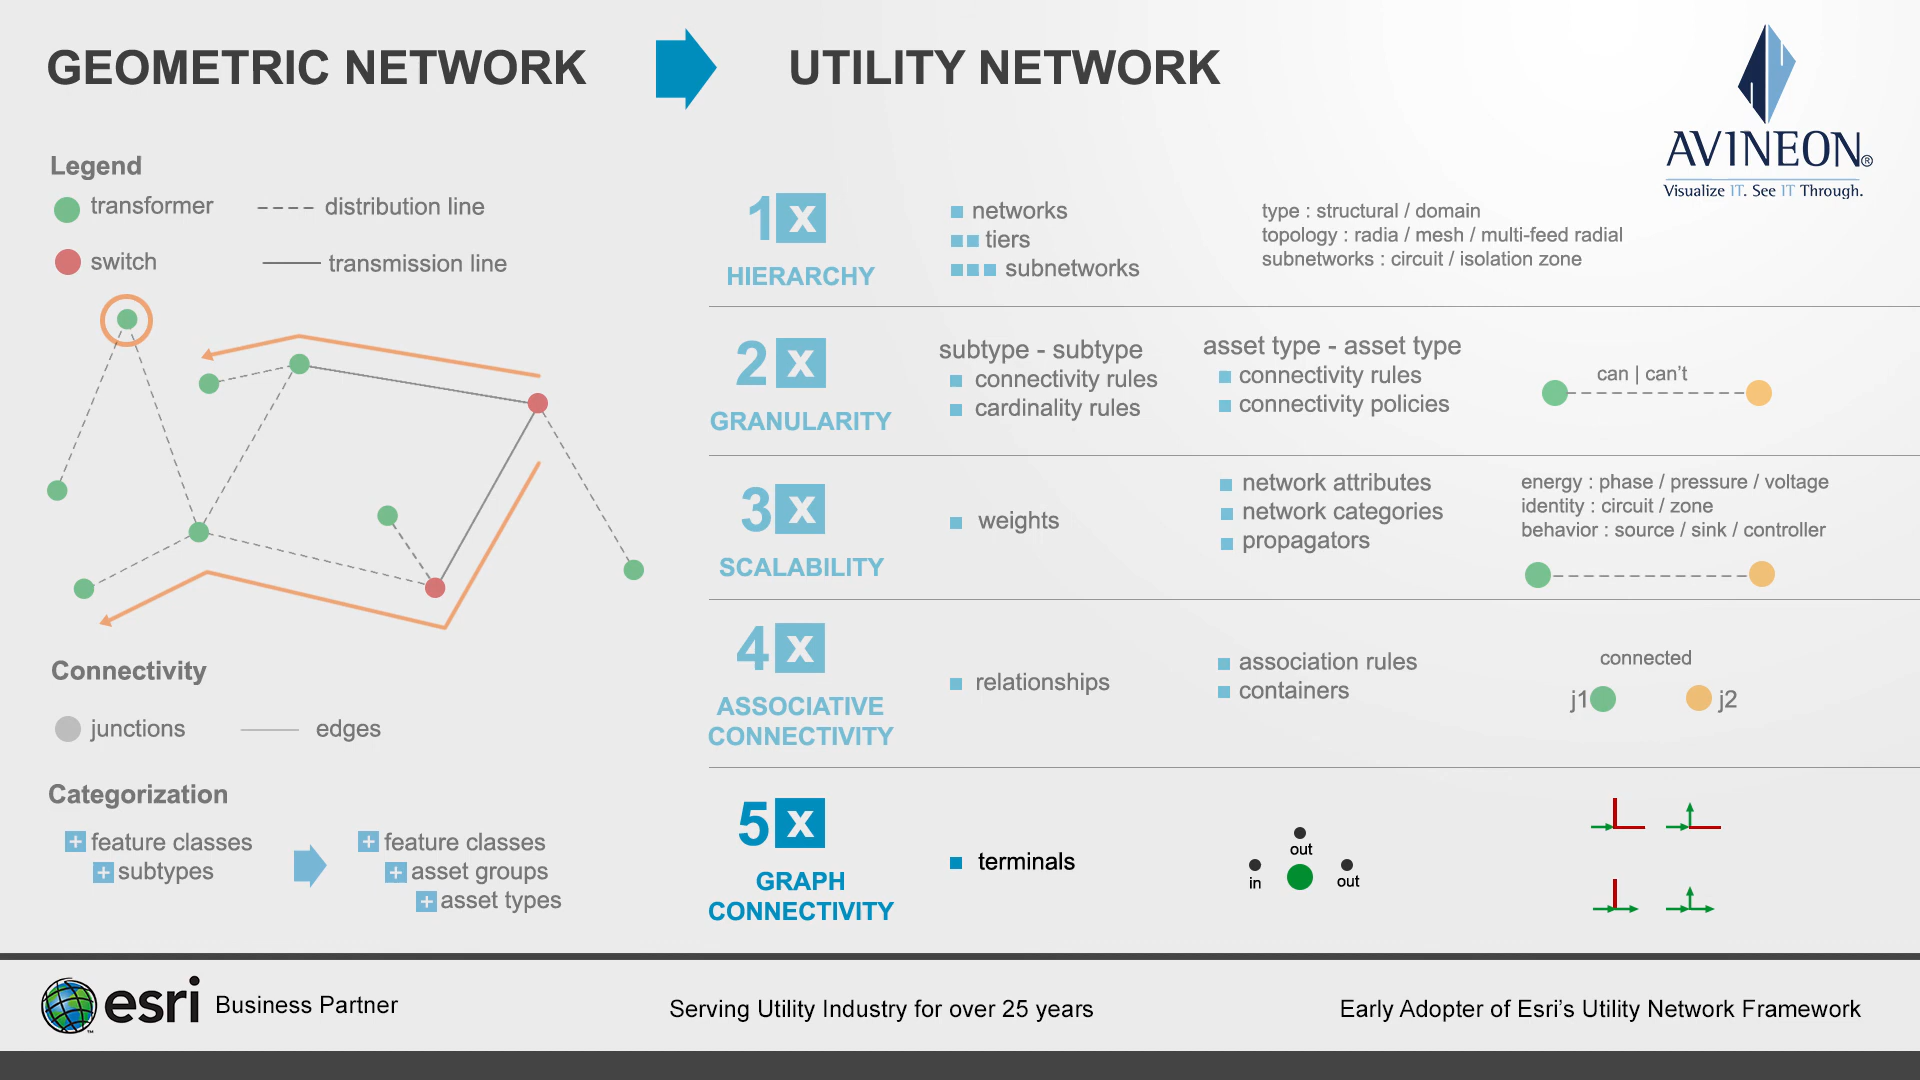 GEOMETRIC NETWORK
UTILITY NETWORK
AVINEON®
Visualize IT. See IT Through.
Legend
transformer
distribution line
switch
transmission line
Connectivity
junctions
edges
Categorization
+ feature classes
+ subtypes
+ feature classes
+ asset groups
+ asset types
1 x
HIERARCHY
networks
tiers
subnetworks
type : structural / domain
topology : radia / mesh / multi-feed radial
subnetworks : circuit / isolation zone
2 x
GRANULARITY
subtype - subtype
connectivity rules
cardinality rules
asset type - asset type
connectivity rules
connectivity policies
can | can't
3 x
SCALABILITY
weights
network attributes
network categories
propagators
energy : phase / pressure / voltage
identity : circuit / zone
behavior : source / sink / controller
4 x
ASSOCIATIVE
CONNECTIVITY
relationships
association rules
containers
connected
j1 j2
5 x
GRAPH
CONNECTIVITY
terminals
out
in
out
esri Business Partner
TM
Serving Utility Industry for over 25 years
Early Adopter of Esri's Utility Network Framework